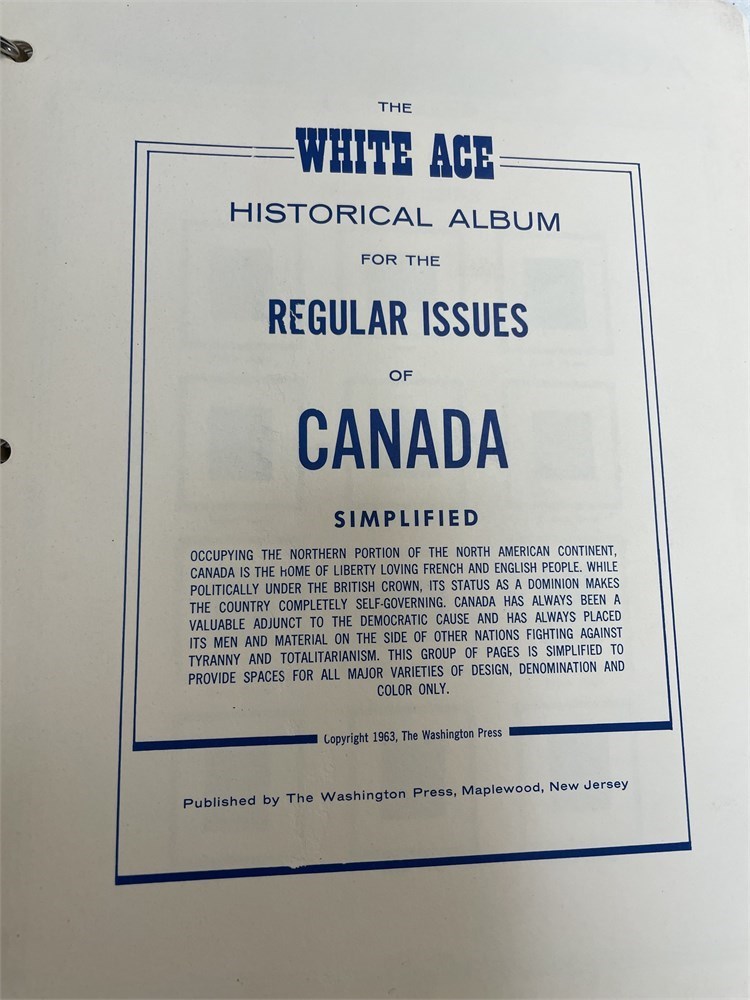 THE
WHITE ACE
HISTORICAL ALBUM
FOR THE
REGULAR ISSUES
OF
CANADA
SIMPLIFIED
OCCUPYING THE NORTHERN PORTION OF THE NORTH AMERICAN CONTINENT,
CANADA IS THE HOME OF LIBERTY LOVING FRENCH AND ENGLISH PEOPLE. WHILE
POLITICALLY UNDER THE BRITISH CROWN, ITS STATUS AS A DOMINION MAKES
THE COUNTRY COMPLETELY SELF-GOVERNING. CANADA HAS ALWAYS BEEN A
VALUABLE ADJUNCT TO THE DEMOCRATIC CAUSE AND HAS ALWAYS PLACED
ITS MEN AND MATERIAL ON THE SIDE OF OTHER NATIONS FIGHTING AGAINST
TYRANNY AND TOTALITARIANISM. THIS GROUP OF PAGES IS SIMPLIFIED TO
PROVIDE SPACES FOR ALL MAJOR VARIETIES OF DESIGN, DENOMINATION AND
COLOR ONLY.
Copyright 1963, The Washington Press
Published by The Washington Press, Maplewood, New Jersey